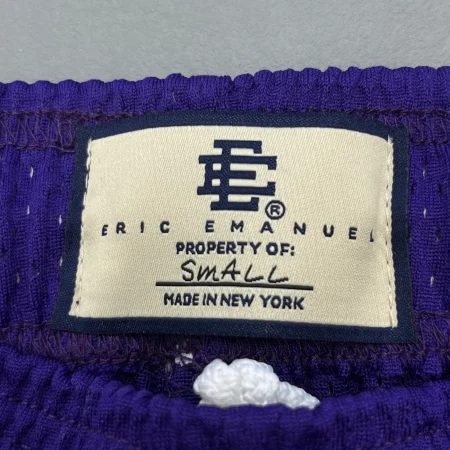 EE®
ERIC EMANUEL
PROPERTY OF:
SMALL
MADE IN NEW YORK